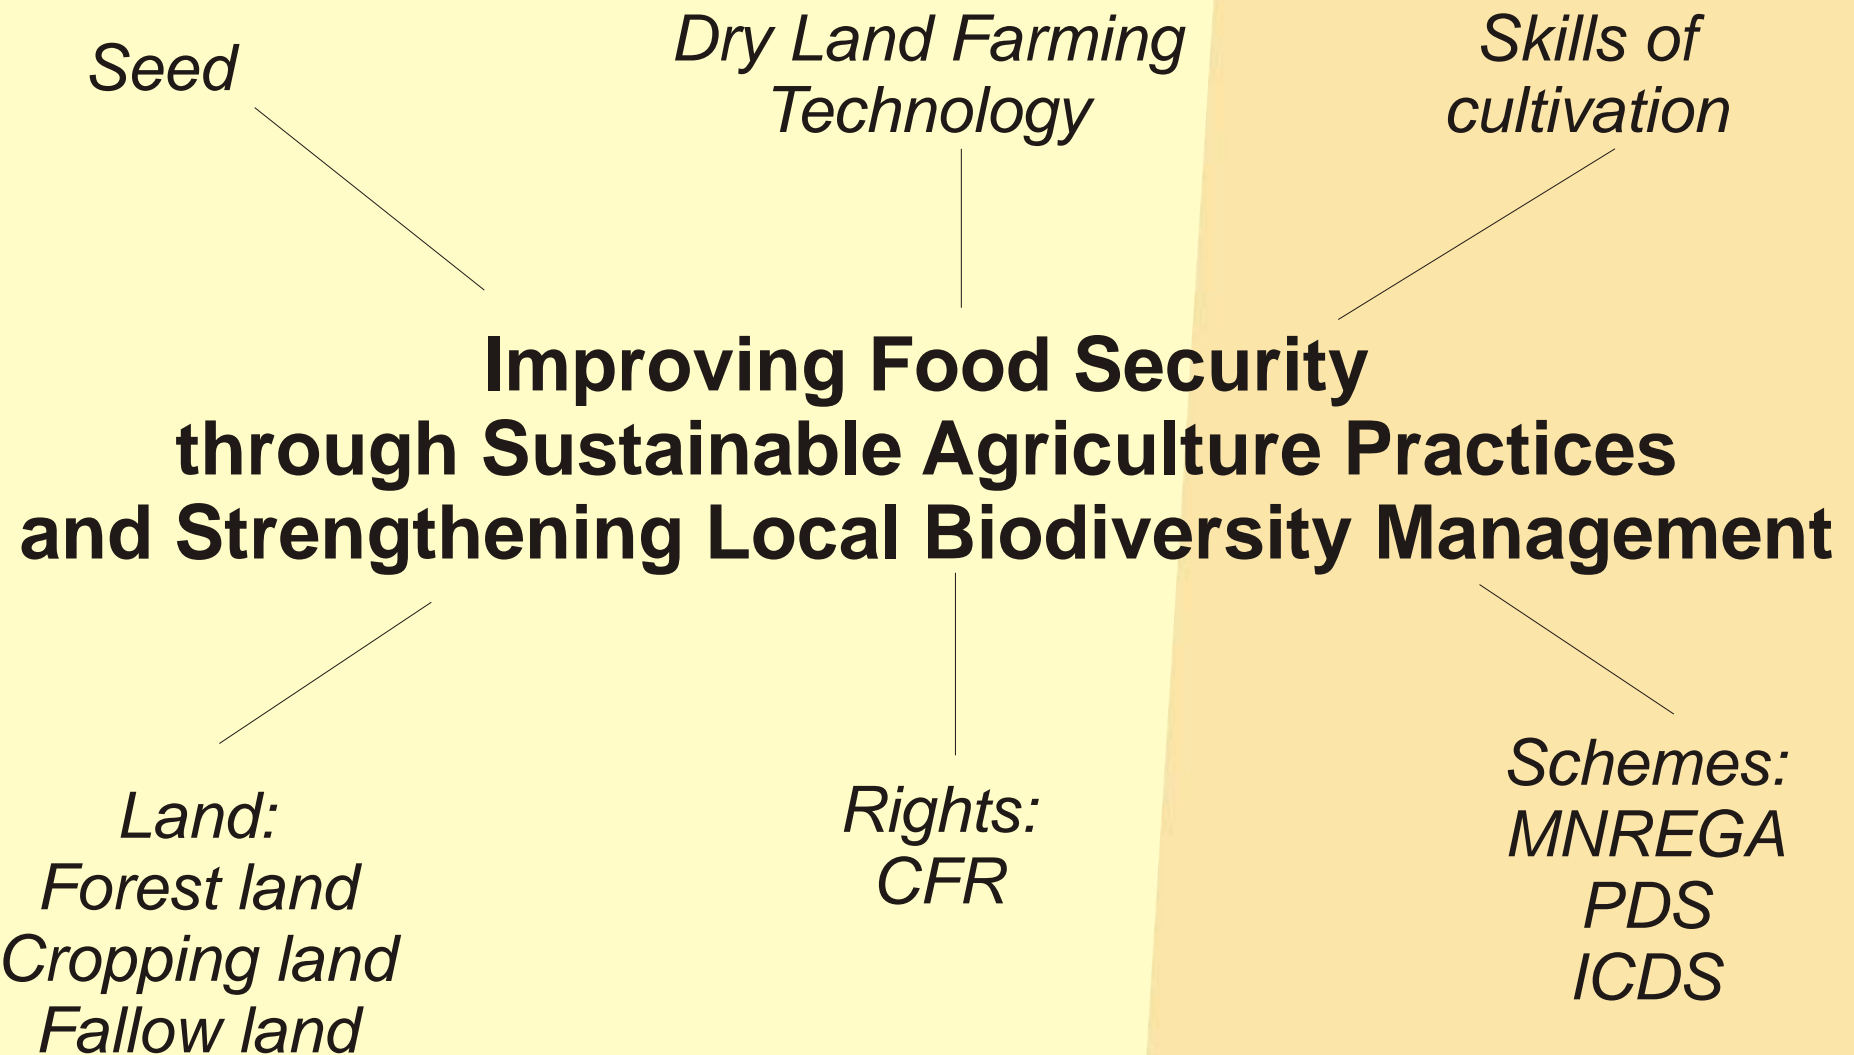 Seed
Dry Land Farming
Technology
Skills of
cultivation
Improving Food Security
through Sustainable Agriculture Practices
and Strengthening Local Biodiversity Management
Land:
Forest land
Cropping land
Fallow land
Rights:
CFR
Schemes:
MNREGA
PDS
ICDS